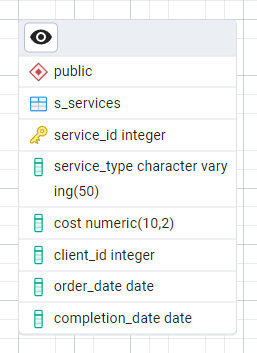 public
s_services
service_id integer
service_type character vary
ing(50)
cost numeric(10,2)
client_id integer
order_date date
completion_date date